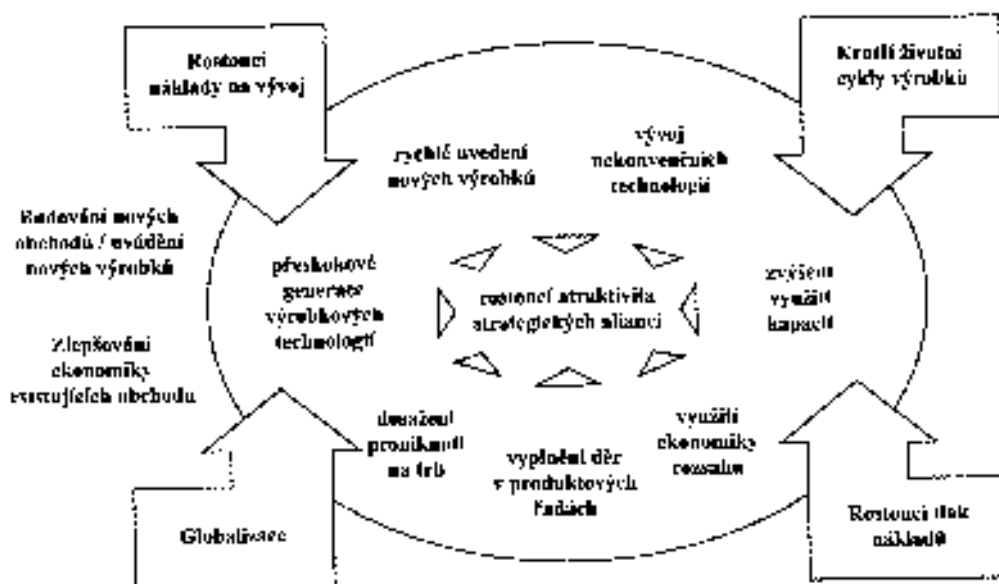 Rostoucí
náklady na vývoj
Kratší životní
cykly výrobků
rychlé uvedení
nových výrobků
vývoj
nekonvenčních
technologií
Budování nových
obchodů / uvádění
nových výrobků
přeskokové
generace
výrobkových
technologií
rostoucí atraktivita
strategických aliancí
zvýšení
využití
kapacit
Zlepšování
ekonomiky
existujících obchodu
dosažení
proniknutí
na trh
vyplnění děr
v produktových
řadách
využití
ekonomiky
rozsahu
Globalizace
Rostoucí tlak
nákladů